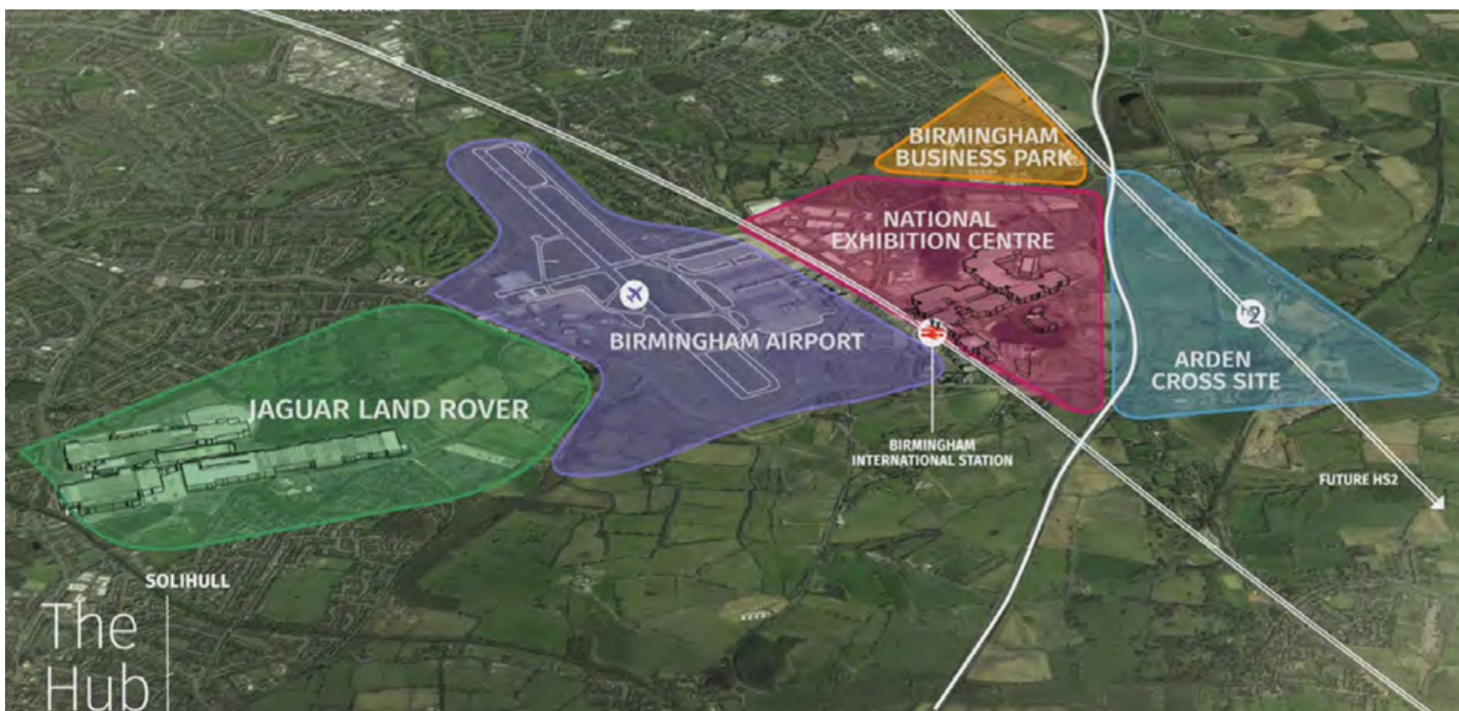 BIRMINGHAM
BUSINESS PARK
NATIONAL
EXHIBITION CENTRE
BIRMINGHAM AIRPORT
hs2
ARDEN
CROSS SITE
JAGUAR LAND ROVER
BIRMINGHAM
INTERNATIONAL STATION
FUTURE HS2
SOLIHULL
The
Hub